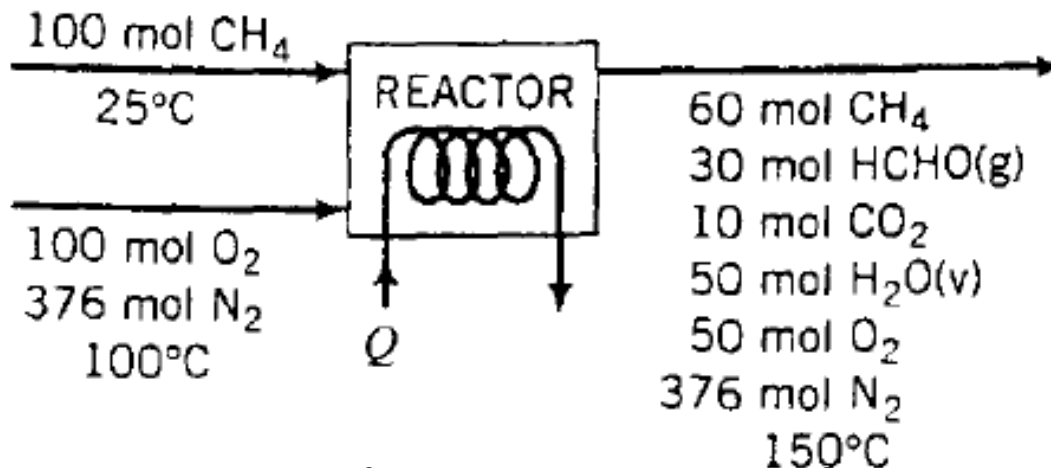 100 mol CH₄
25°C
REACTOR
100 mol O₂
376 mol N₂
100°C
Q
60 mol CH₄
30 mol HCHO(g)
10 mol CO₂
50 mol H₂O(v)
50 mol O₂
376 mol N₂
150°C